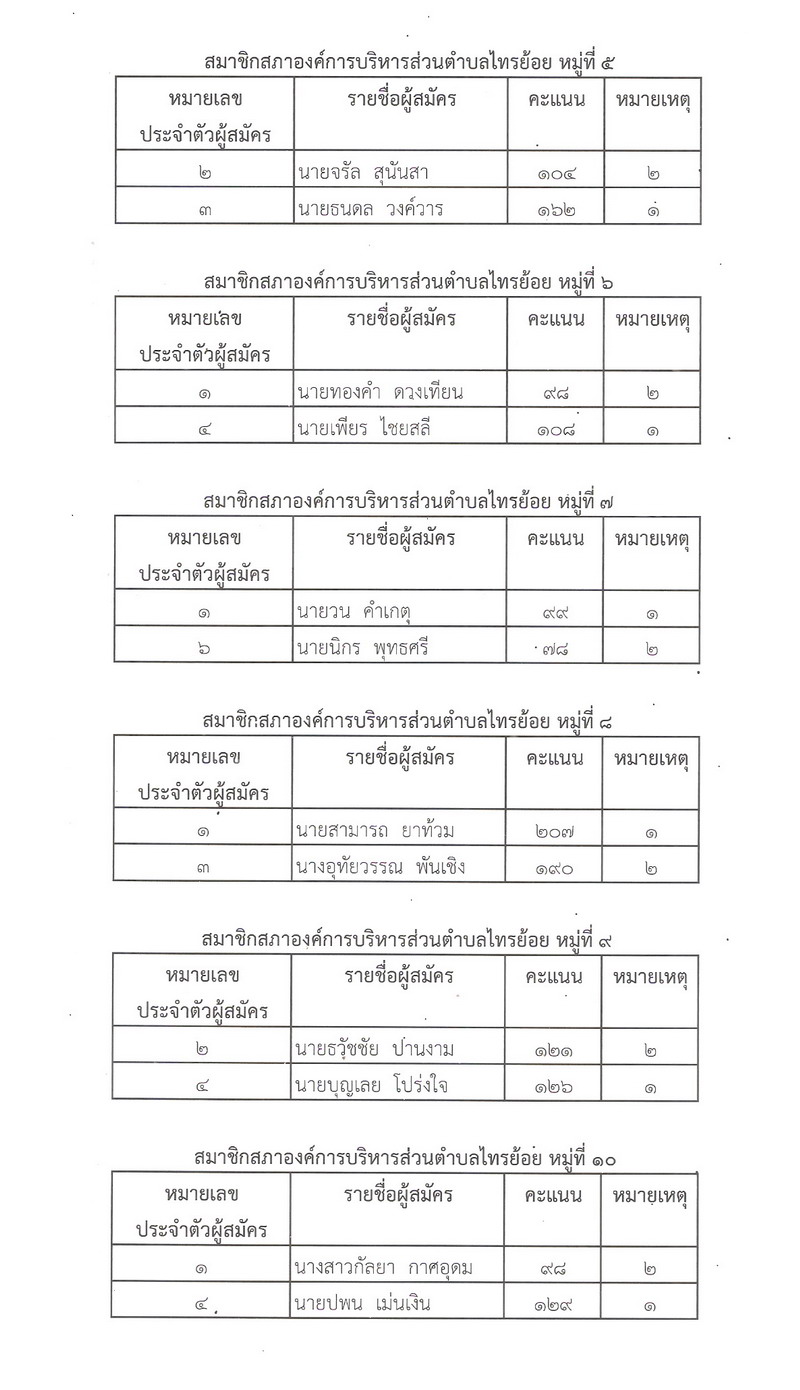 สมาชิกสภาองค์การบริหารส่วนตำบลไทรย้อย หมู่ที่ ๕
หมายเลข รายชื่อผู้สมัคร คะแนน หมายเหตุ
ประจำตัวผู้สมัคร
๒ นายจรัล สุนันสา ๑๐๔ ๒
๓ นายธนดล วงค์วาร ๑๖๒ ๑
สมาชิกสภาองค์การบริหารส่วนตำบลไทรย้อย หมู่ที่ ๖
หมายเลข รายชื่อผู้สมัคร คะแนน หมายเหตุ
ประจำตัวผู้สมัคร
๑ นายทองคำ ดวงเทียน ๙๘ ๒
๔ นายเพียร ไชยสลี ๑๐๘ ๑
สมาชิกสภาองค์การบริหารส่วนตำบลไทรย้อย หมู่ที่ ๗
หมายเลข รายชื่อผู้สมัคร คะแนน หมายเหตุ
ประจำตัวผู้สมัคร
๑ นายวน คำเกตุ ๙๙ ๑
๖ นายนิกร พุทธศรี ๗๘ ๒
สมาชิกสภาองค์การบริหารส่วนตำบลไทรย้อย หมู่ที่ ๘
หมายเลข รายชื่อผู้สมัคร คะแนน หมายเหตุ
ประจำตัวผู้สมัคร
๑ นายสามารถ ยาท้วม ๒๐๗ ๑
๓ นางอุทัยวรรณ พันเชิง ๑๙๐ ๒
สมาชิกสภาองค์การบริหารส่วนตำบลไทรย้อย หมู่ที่ ๙
หมายเลข รายชื่อผู้สมัคร คะแนน หมายเหตุ
ประจำตัวผู้สมัคร
๒ นายธวัชชัย ปานงาม ๑๒๑ ๒
๔ นายบุญเลย โปร่งใจ ๑๒๖ ๑
สมาชิกสภาองค์การบริหารส่วนตำบลไทรย้อย หมู่ที่ ๑๐
หมายเลข รายชื่อผู้สมัคร คะแนน หมายเหตุ
ประจำตัวผู้สมัคร
๑ นางสาวกัลยา กาศอุดม ๙๘ ๒
๔ นายปพน เม่นเงิน ๑๒๙ ๑